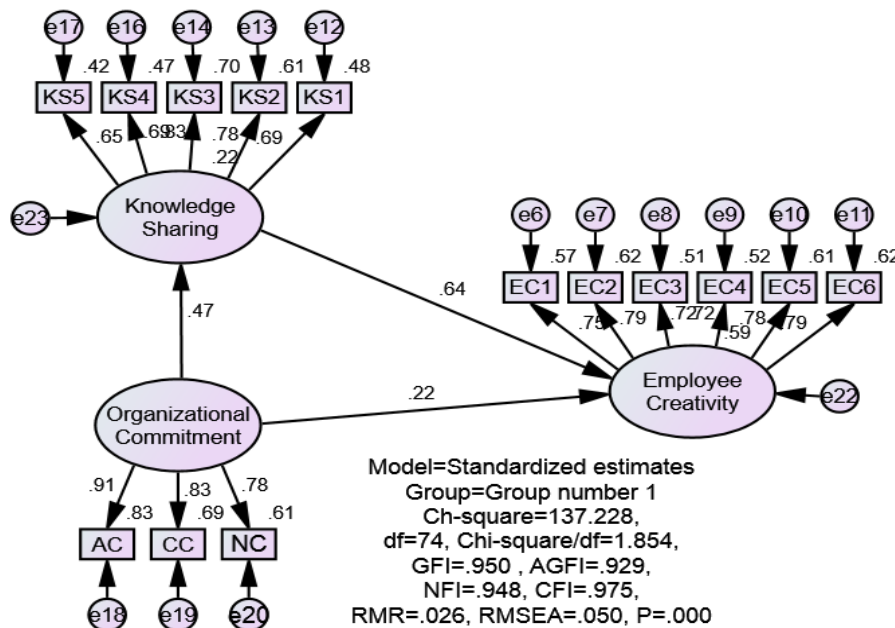 e17 e16 e14 e13 e12
.42 .47 .70 .61 .48
KS5 KS4 KS3 KS2 KS1
.65 .69 .83 .78 .69
.22
e23
Knowledge
Sharing
e6 e7 e8 e9 e10 e11
.57 .62 .51 .52 .61 .62
EC1 EC2 EC3 EC4 EC5 EC6
.75 .79 .72 .72 .78 .79
.59
.47
.64
Employee
Creativity
e22
.22
Organizational
Commitment
.91 .83 .78
.83 .69 .61
AC CC NC
e18 e19 e20
Model=Standardized estimates
Group=Group number 1
Ch-square=137.228,
df=74, Chi-square/df=1.854,
GFI=.950 , AGFI=.929,
NFI=.948, CFI=.975,
RMR=.026, RMSEA=.050, P=.000